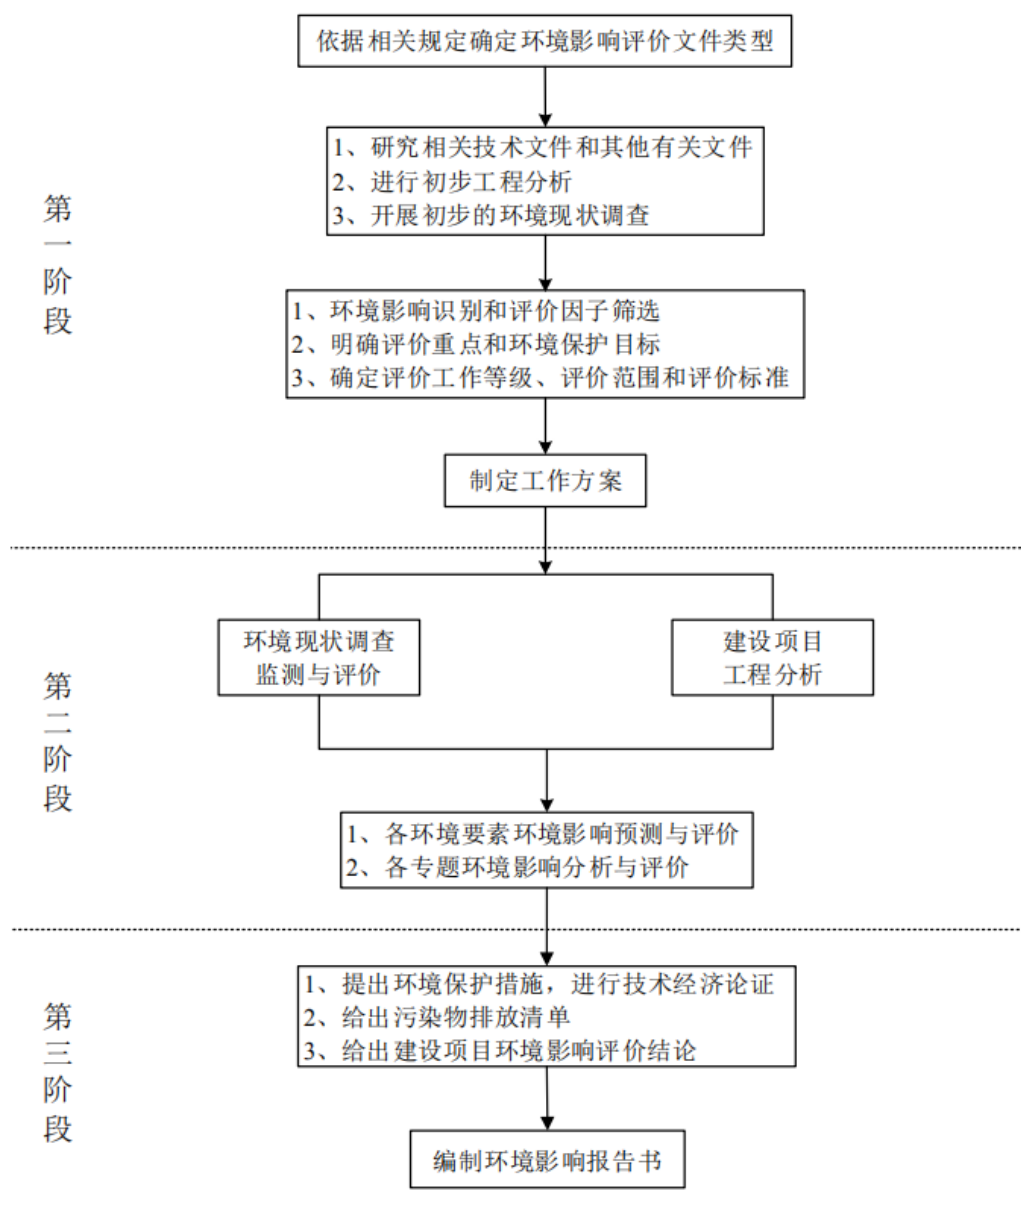 依据相关规定确定环境影响评价文件类型
1、研究相关技术文件和其他有关文件
2、进行初步工程分析
3、开展初步的环境现状调查
第一阶段
1、环境影响识别和评价因子筛选
2、明确评价重点和环境保护目标
3、确定评价工作等级、评价范围和评价标准
制定工作方案
环境现状调查
监测与评价
建设项目
工程分析
第二阶段
1、各环境要素环境影响预测与评价
2、各专题环境影响分析与评价
1、提出环境保护措施，进行技术经济论证
2、给出污染物排放清单
3、给出建设项目环境影响评价结论
第三阶段
编制环境影响报告书